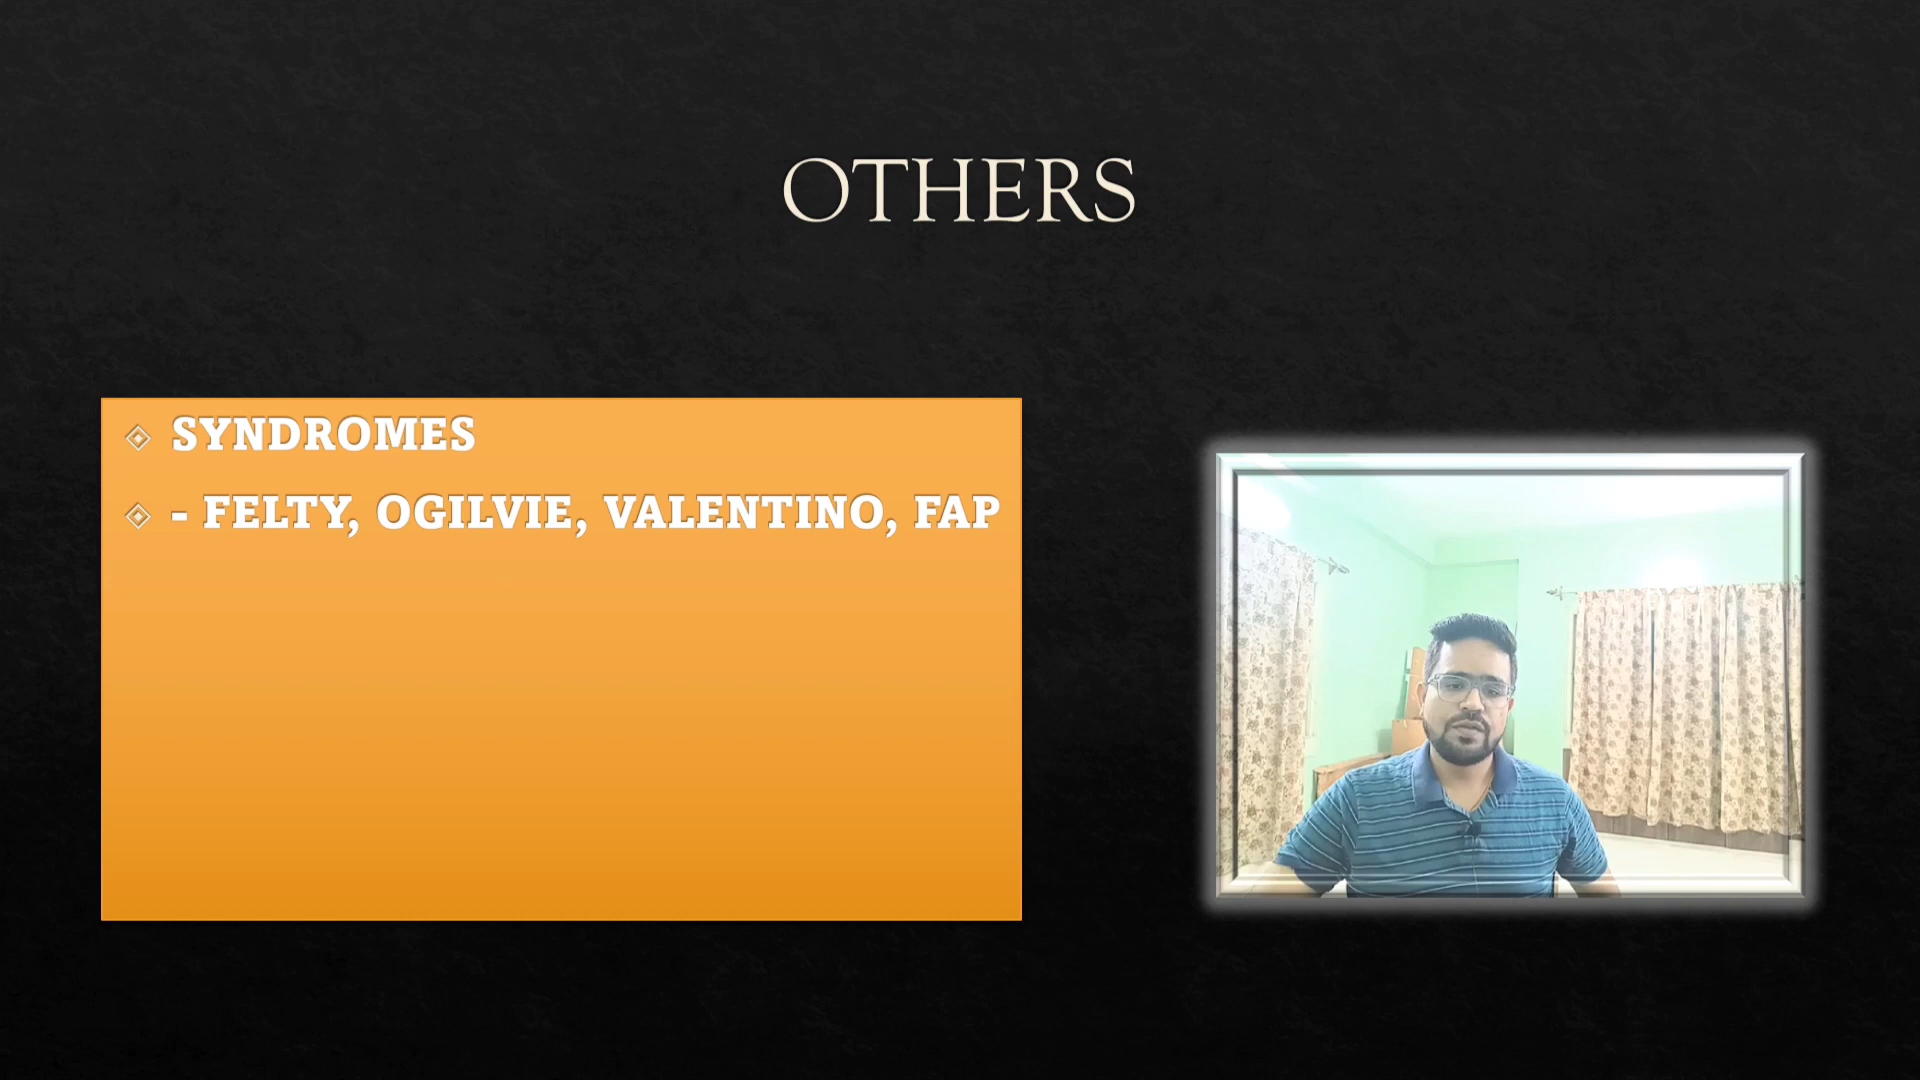 OTHERS
SYNDROMES
- FELTY, OGILVIE, VALENTINO, FAP